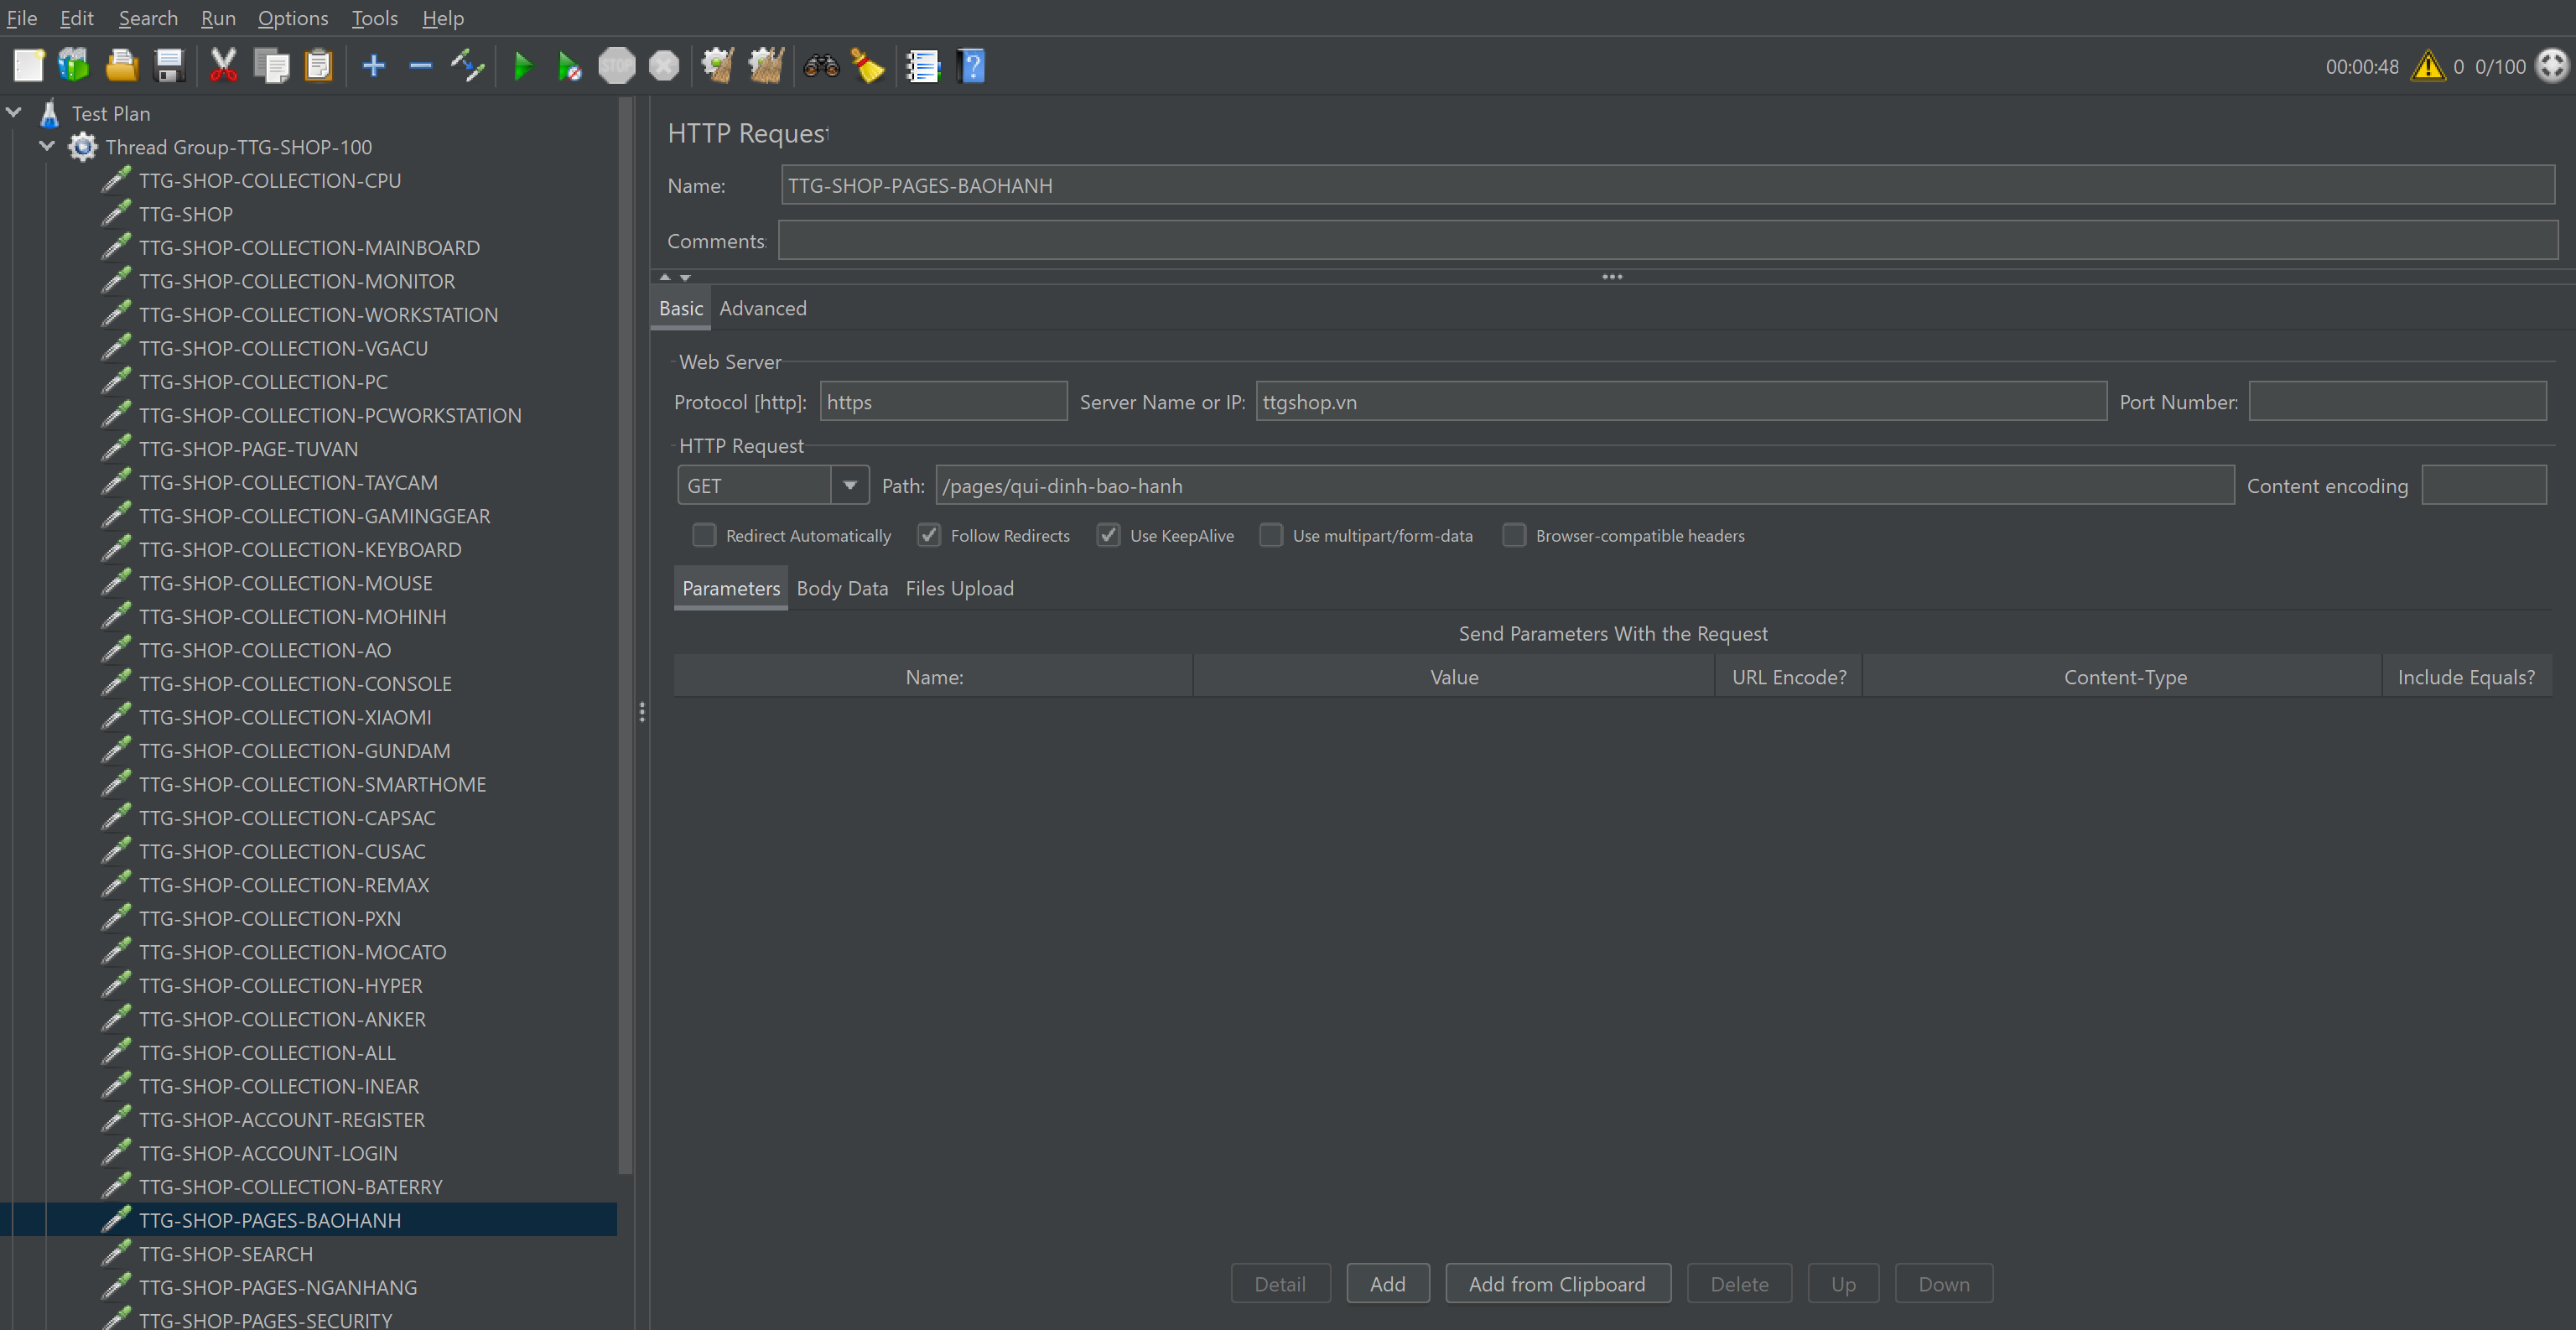 File Edit Search Run Options Tools Help
STOP
00:00:48 0 0/100
Test Plan
Thread Group-TTG-SHOP-100
TTG-SHOP-COLLECTION-CPU
TTG-SHOP
TTG-SHOP-COLLECTION-MAINBOARD
TTG-SHOP-COLLECTION-MONITOR
TTG-SHOP-COLLECTION-WORKSTATION
TTG-SHOP-COLLECTION-VGACU
TTG-SHOP-COLLECTION-PC
TTG-SHOP-COLLECTION-PCWORKSTATION
TTG-SHOP-PAGE-TUVAN
TTG-SHOP-COLLECTION-TAYCAM
TTG-SHOP-COLLECTION-GAMINGGEAR
TTG-SHOP-COLLECTION-KEYBOARD
TTG-SHOP-COLLECTION-MOUSE
TTG-SHOP-COLLECTION-MOHINH
TTG-SHOP-COLLECTION-AO
TTG-SHOP-COLLECTION-CONSOLE
TTG-SHOP-COLLECTION-XIAOMI
TTG-SHOP-COLLECTION-GUNDAM
TTG-SHOP-COLLECTION-SMARTHOME
TTG-SHOP-COLLECTION-CAPSAC
TTG-SHOP-COLLECTION-CUSAC
TTG-SHOP-COLLECTION-REMAX
TTG-SHOP-COLLECTION-PXN
TTG-SHOP-COLLECTION-MOCATO
TTG-SHOP-COLLECTION-HYPER
TTG-SHOP-COLLECTION-ANKER
TTG-SHOP-COLLECTION-ALL
TTG-SHOP-COLLECTION-INEAR
TTG-SHOP-ACCOUNT-REGISTER
TTG-SHOP-ACCOUNT-LOGIN
TTG-SHOP-COLLECTION-BATERRY
TTG-SHOP-PAGES-BAOHANH
TTG-SHOP-SEARCH
TTG-SHOP-PAGES-NGANHANG
TTG-SHOP-PAGES-SECURITY
HTTP Request
Name: TTG-SHOP-PAGES-BAOHANH
Comments:
Basic Advanced
Web Server
Protocol [http]: https Server Name or IP: ttgshop.vn Port Number:
HTTP Request
GET Path: /pages/qui-dinh-bao-hanh Content encoding
Redirect Automatically Follow Redirects Use KeepAlive Use multipart/form-data Browser-compatible headers
Parameters Body Data Files Upload
Send Parameters With the Request
Name: Value URL Encode? Content-Type Include Equals?
Detail Add Add from Clipboard Delete Up Down